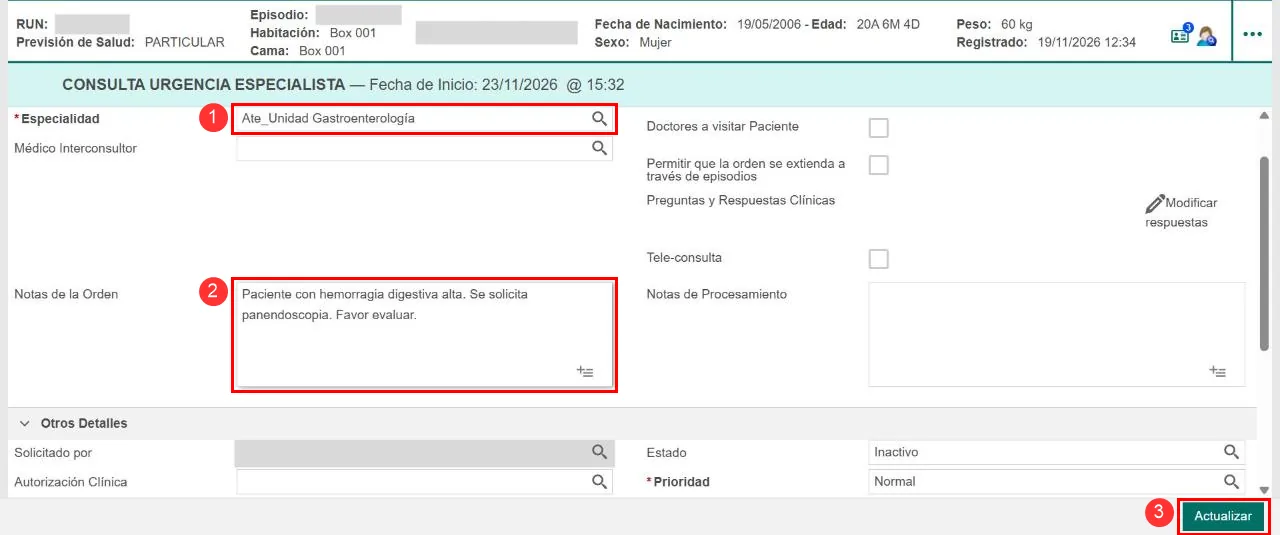 RUN:
Previsión de Salud: PARTICULAR
Episodio:
Habitación: Box 001
Cama: Box 001
Fecha de Nacimiento: 19/05/2006 - Edad: 20A 6M 4D
Sexo: Mujer
Peso: 60 kg
Registrado: 19/11/2026 12:34
3
CONSULTA URGENCIA ESPECIALISTA — Fecha de Inicio: 23/11/2026 @ 15:32
* Especialidad
1
Ate_Unidad Gastroenterología
Médico Interconsultor
Doctores a visitar Paciente
Permitir que la orden se extienda a
través de episodios
Preguntas y Respuestas Clínicas
Modificar
respuestas
Tele-consulta
Notas de la Orden
2
Paciente con hemorragia digestiva alta. Se solicita
panendoscopia. Favor evaluar.
Notas de Procesamiento
Otros Detalles
Solicitado por
Estado
Inactivo
Autorización Clínica
* Prioridad
Normal
3
Actualizar